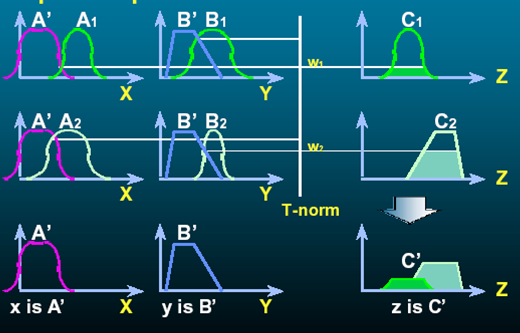 A' A1 B' B1 C1
w1
X Y Z
A' A2 B' B2 C2
w2
X Y Z
T-norm
A' B' C'
x is A' X y is B' Y z is C' Z